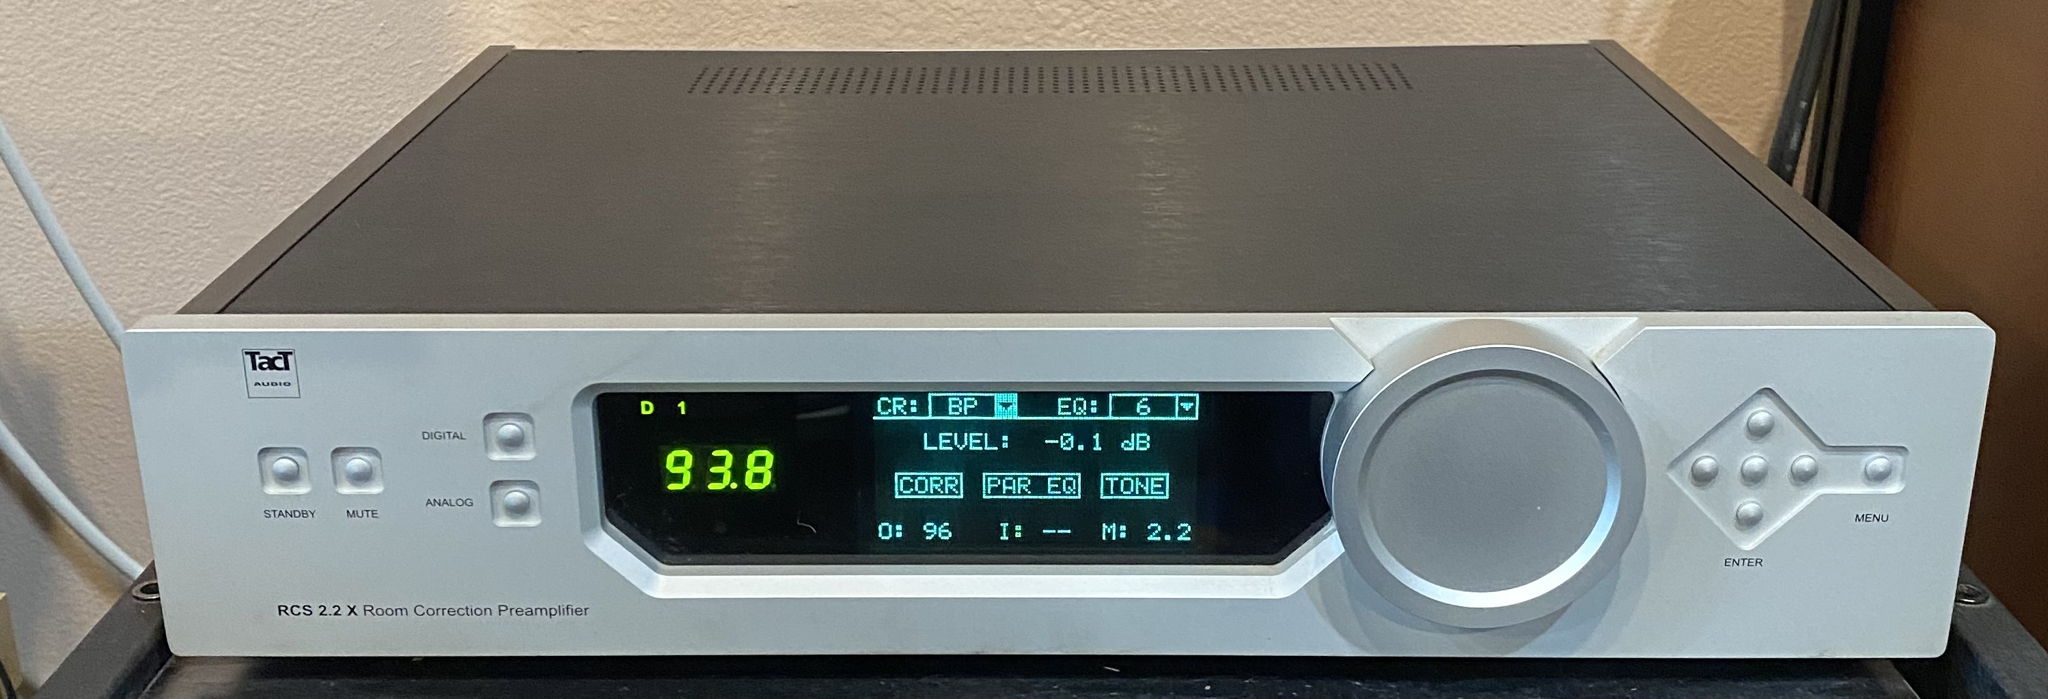 TacT
AUDIO
STANDBY
MUTE
DIGITAL
ANALOG
D 1
93.8
CR: BP EQ: 6
LEVEL: -0.1 dB
CORR PAR EQ TONE
O: 96 I: -- M: 2.2
MENU
ENTER
RCS 2.2 X Room Correction Preamplifier